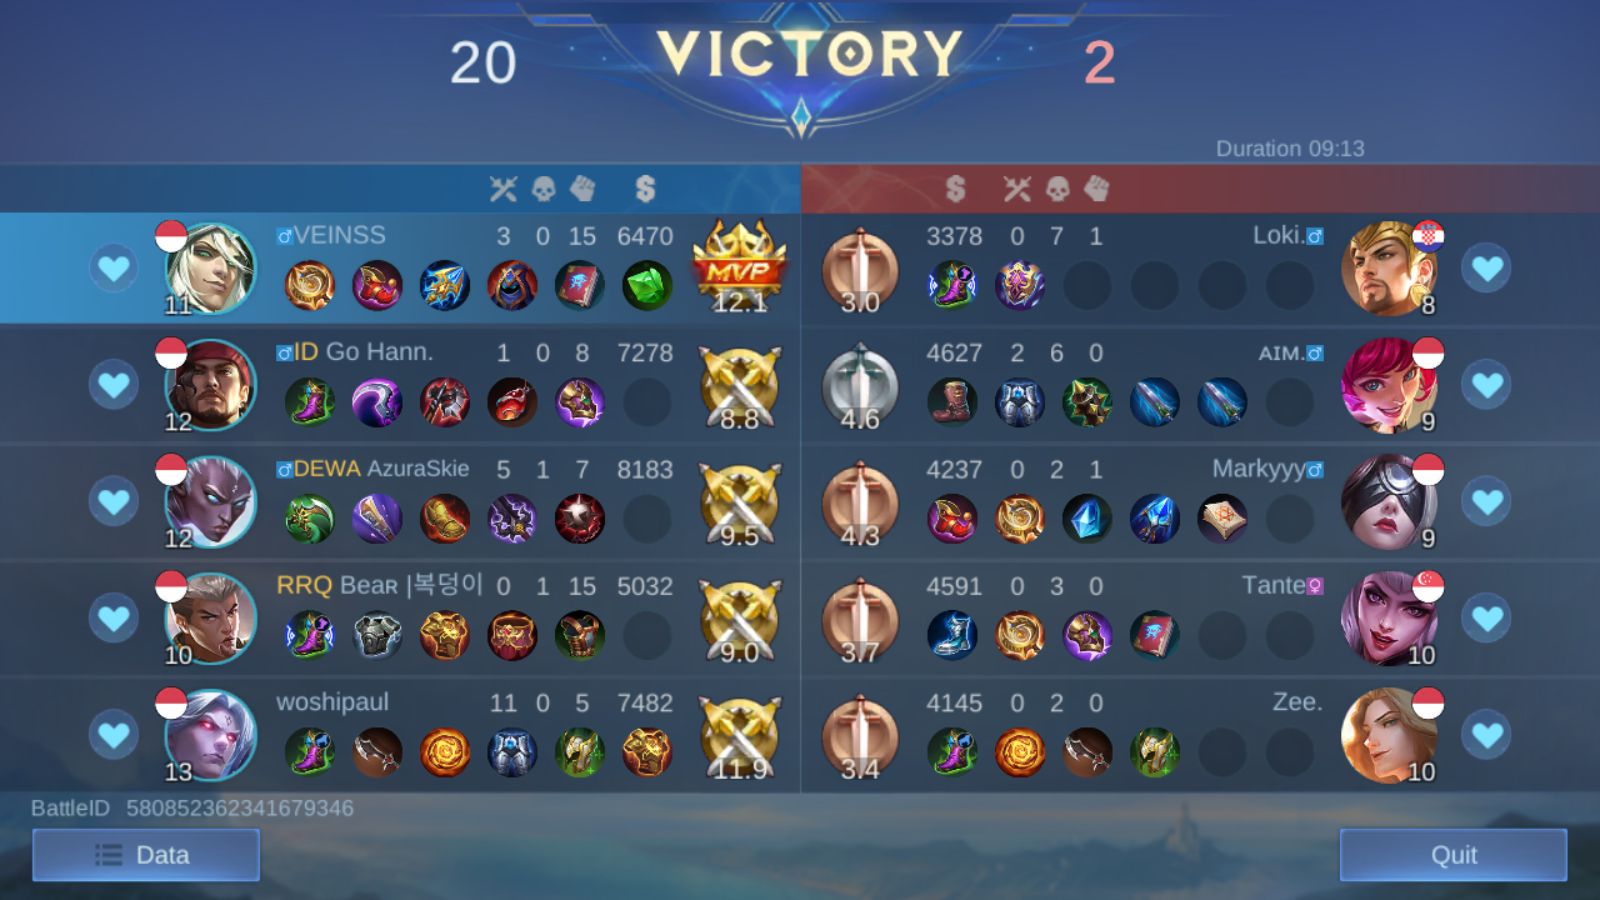 20 VICTORY 2
Duration 09:13
VEINSS 3 0 15 6470
11 MVP 12.1
3378 0 7 1 Loki.
3.0 8
ID Go Hann. 1 0 8 7278
12 8.8
4627 2 6 0 AIM.
4.6 9
DEWA AzuraSkie 5 1 7 8183
12 9.5
4237 0 2 1 Markyyy
4.3 9
RRQ Bear |복덩이 0 1 15 5032
10 9.0
4591 0 3 0 Tante
3.7 10
woshipaul 11 0 5 7482
13 11.9
4145 0 2 0 Zee.
3.4 10
BattleID 580852362341679346
Data Quit